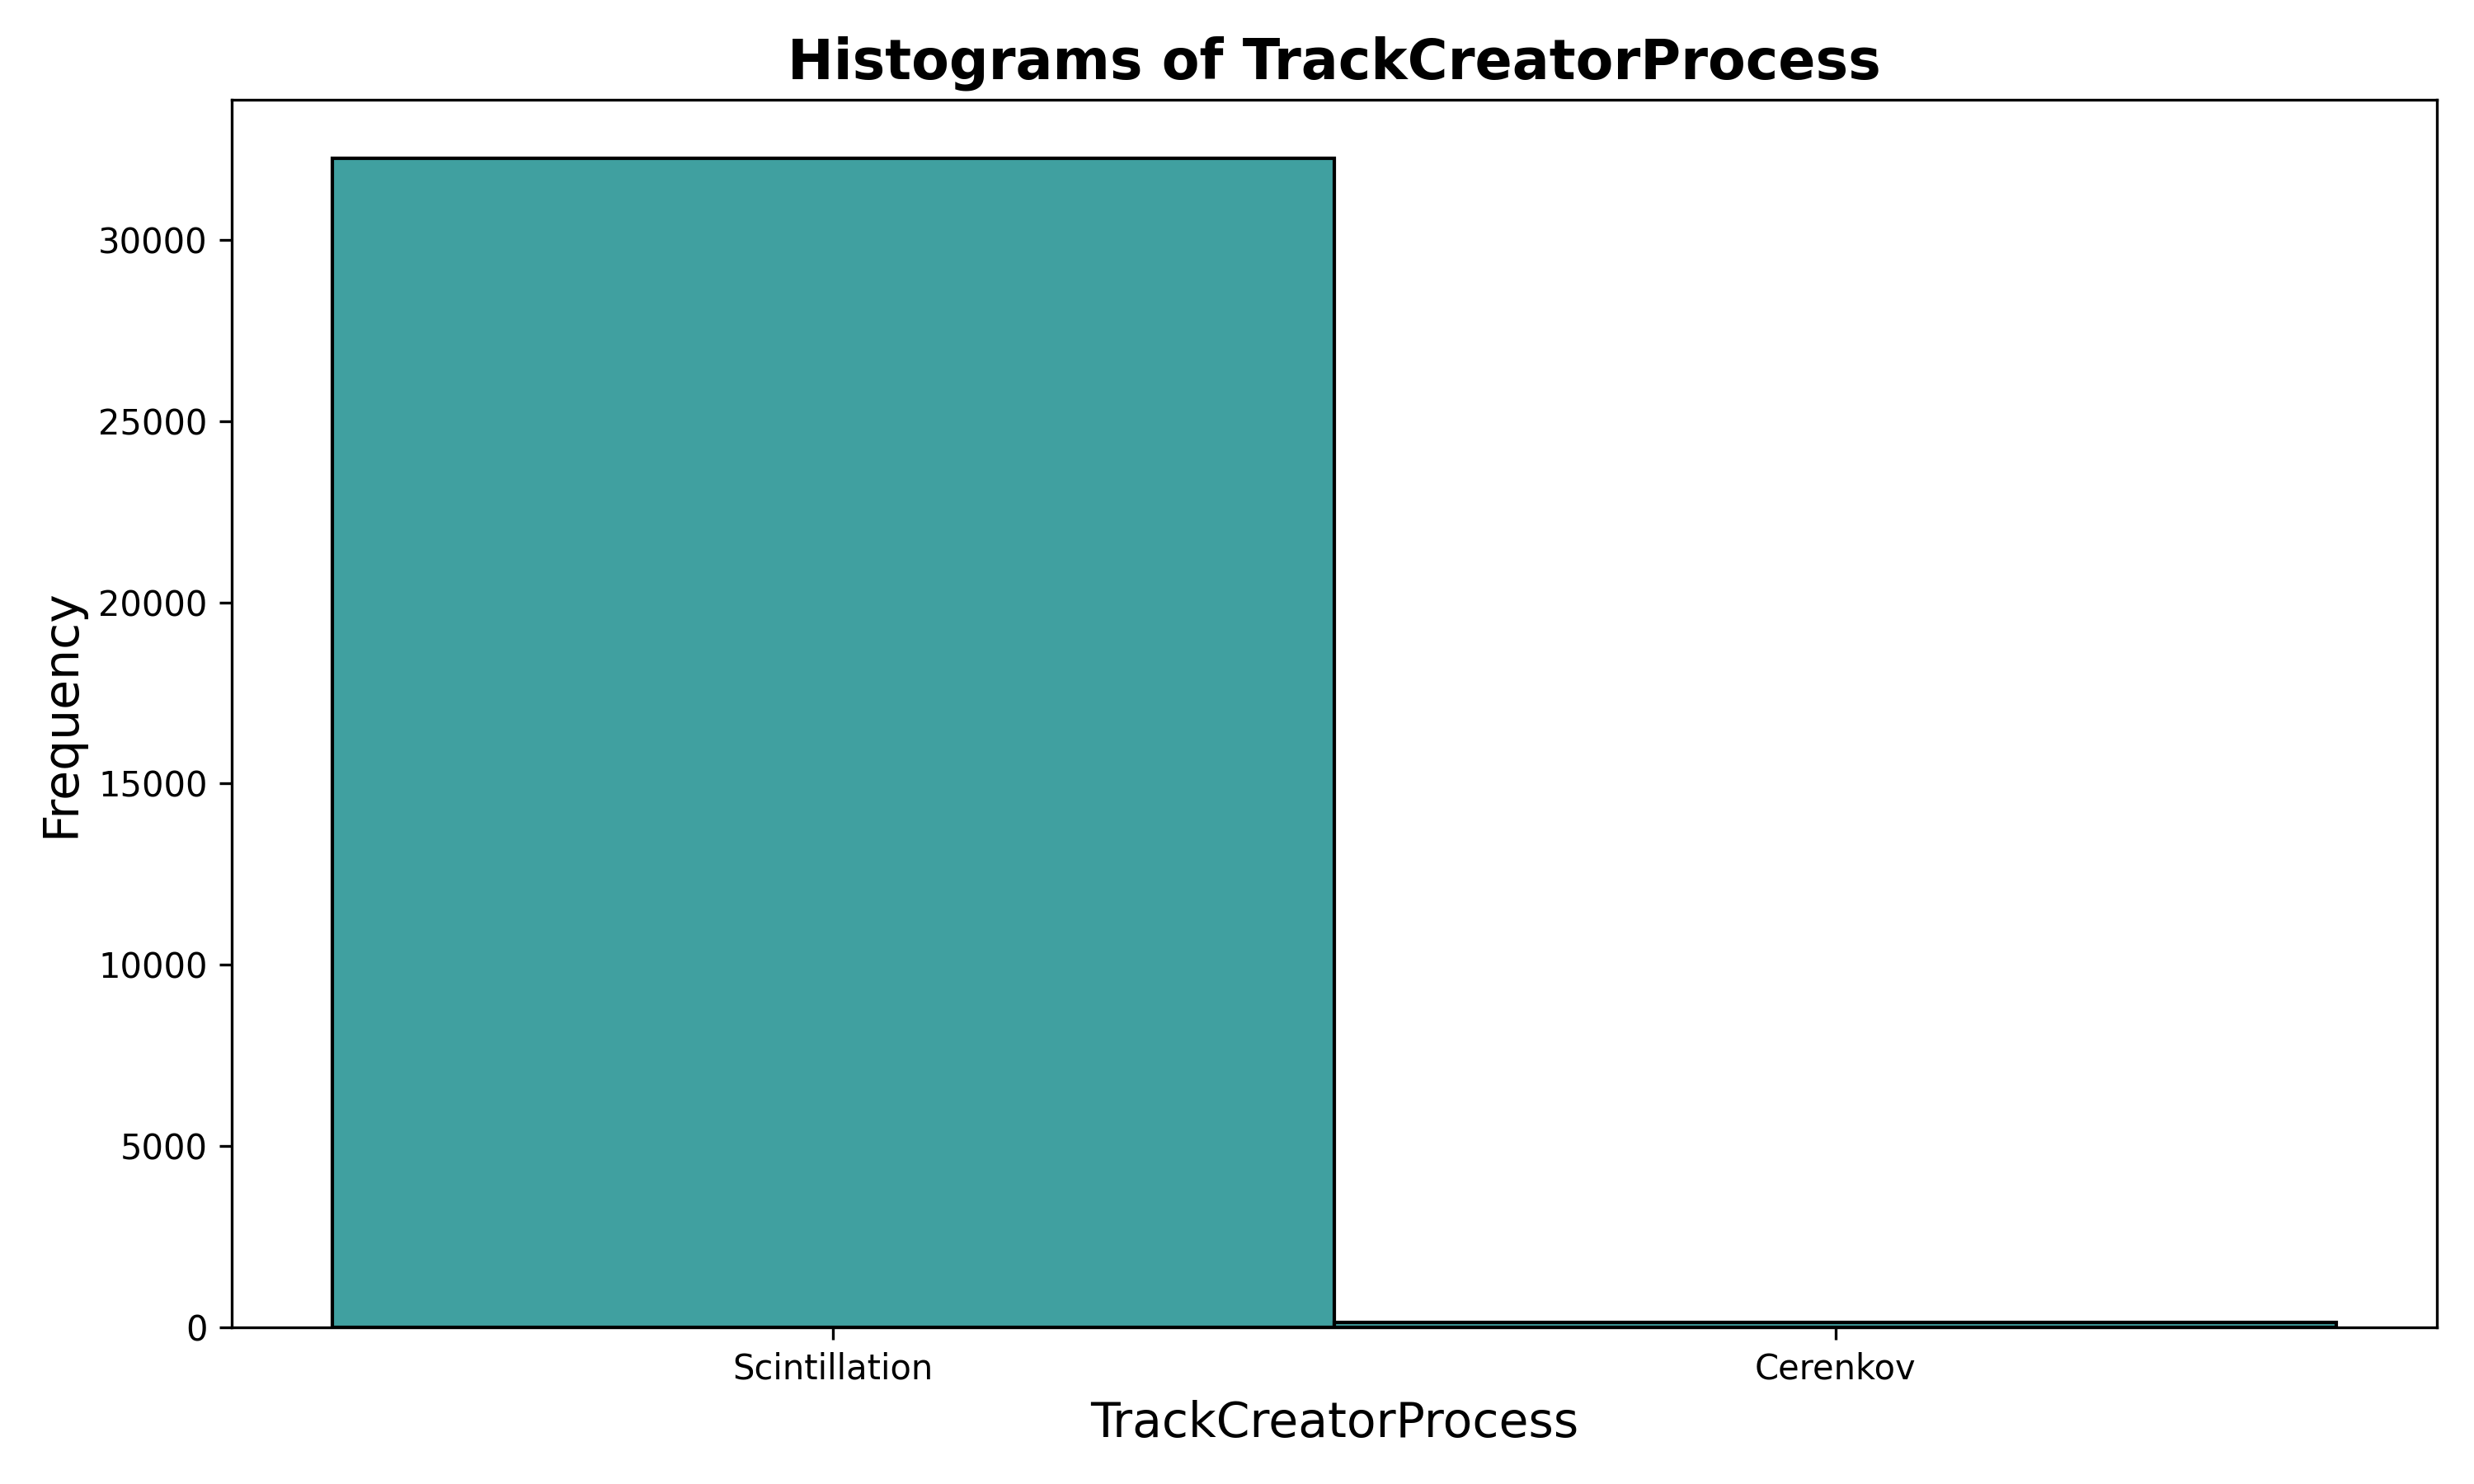 Histograms of TrackCreatorProcess
30000
25000
20000
15000
10000
5000
0
Frequency
Scintillation
Cerenkov
TrackCreatorProcess